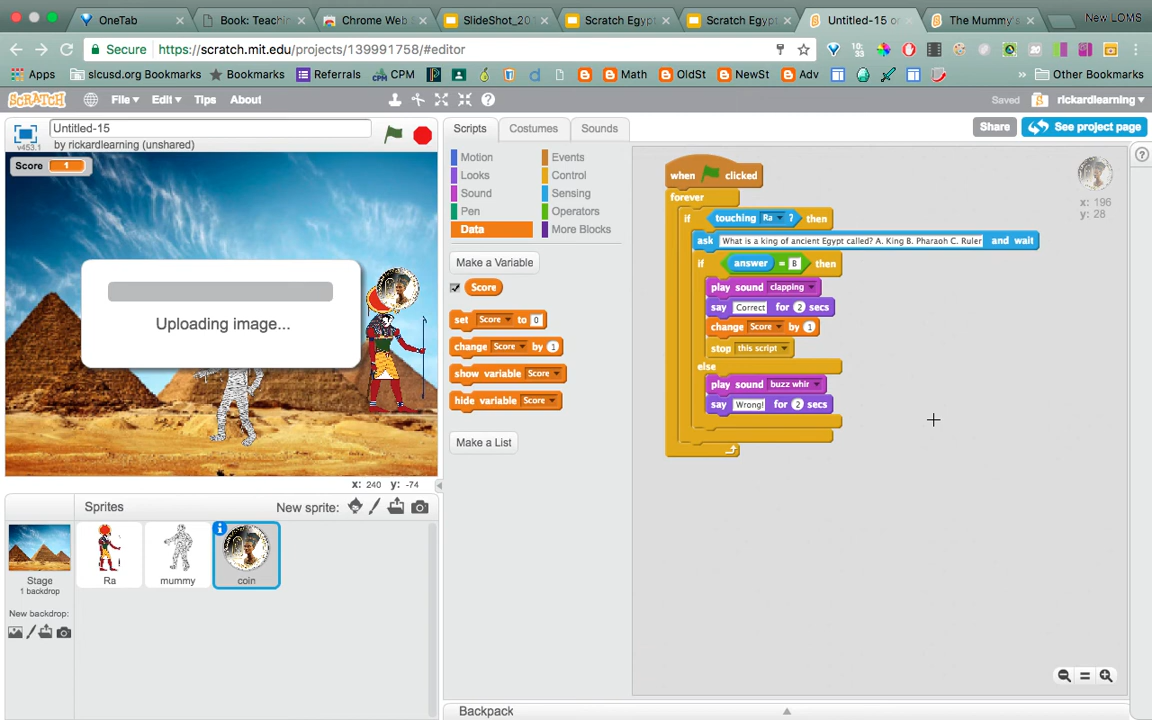 OneTab
Book: Teachin
Chrome Web
SlideShot_20
Scratch Egypt
Scratch Egypt
Untitled-15 o
The Mummy's
New LOMS
Secure
https://scratch.mit.edu/projects/139991758/#editor
10:
33
Apps
slcusd.org Bookmarks
Bookmarks
Referrals
CPM
Math
OldSt
NewSt
Adv
»
Other Bookmarks
SCRATCH
File
Edit
Tips
About
Saved
rickardlearning
Untitled-15
by rickardlearning (unshared)
v453.1
Scripts
Costumes
Sounds
Share
See project page
Score 1
Motion
Looks
Sound
Pen
Data
Events
Control
Sensing
Operators
More Blocks
Make a Variable
Score
set Score to 0
change Score by 1
show variable Score
hide variable Score
Make a List
Uploading image...
when clicked
forever
if touching Ra ? then
ask What is a king of ancient Egypt called? A. King B. Pharaoh C. Ruler and wait
if answer = B then
play sound clapping
say Correct for 2 secs
change Score by 1
stop this script
else
play sound buzz whir
say Wrong! for 2 secs
x: 196
y: 28
x: 240 y: -74
Sprites
New sprite:
Stage
1 backdrop
New backdrop:
Ra
mummy
coin
Backpack